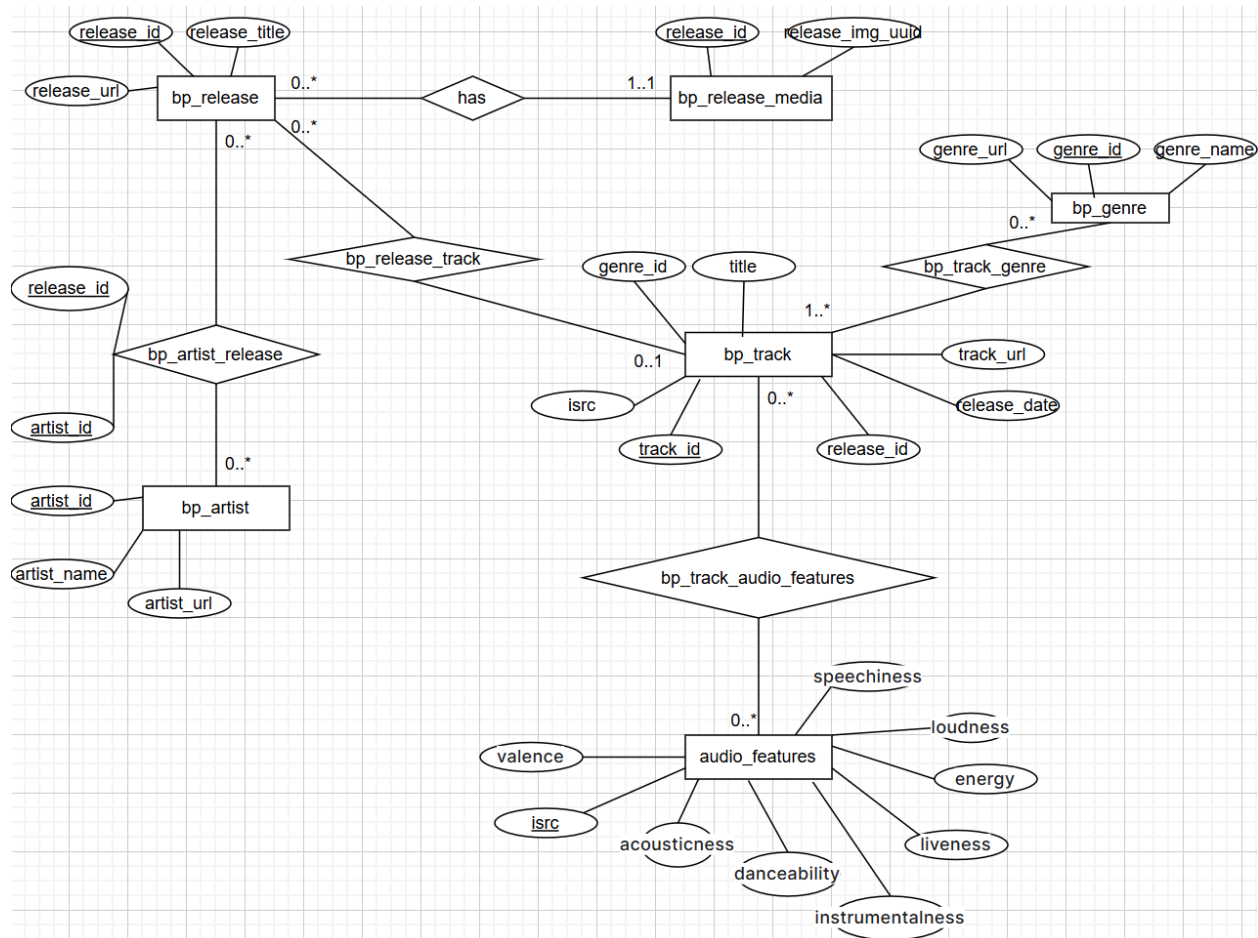 release_id
release_title
release_id
release_img_uuid
release_url
bp_release
0..*
has
1..1
bp_release_media
0..*
0..*
genre_url
genre_id
genre_name
bp_genre
0..*
bp_release_track
genre_id
title
bp_track_genre
release_id
1..*
bp_artist_release
0..1
bp_track
track_url
isrc
0..*
release_date
artist_id
track_id
release_id
0..*
artist_id
bp_artist
artist_name
artist_url
bp_track_audio_features
speechiness
0..*
loudness
valence
audio_features
energy
isrc
acousticness
liveness
danceability
instrumentalness